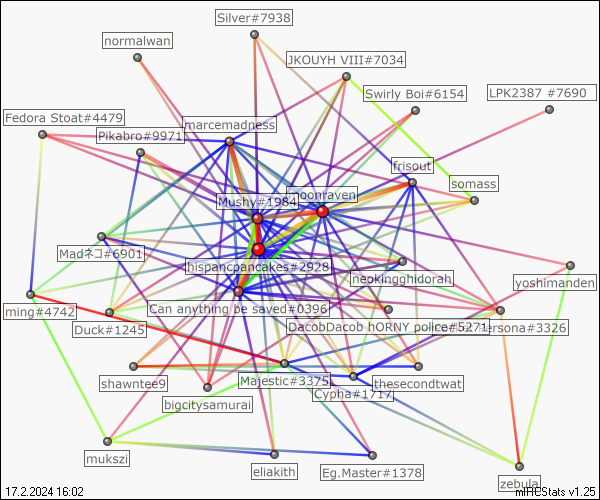 Silver#7938
normalwan
JKOUYH VIII#7034
Swirly Boi#6154
LPK2387 #7690
Fedora Stoat#4479
marcemadness
Pikabro#9971
frisout
somass
moonraven
Mushy#1984
Madネコ#6901
hispancpancakes#2928
neokingghidorah
yoshimanden
ming#4742
Can anything be saved#0396
Duck#1245
DacobDacob hORNY police#5271
ersona#3326
shawntee9
Majestic#3375
thesecondtwat
Cypha#1717
bigcitysamurai
mukszi
eliakith
Eg.Master#1378
zebula
17.2.2024 16:02
mIRCStats v1.25